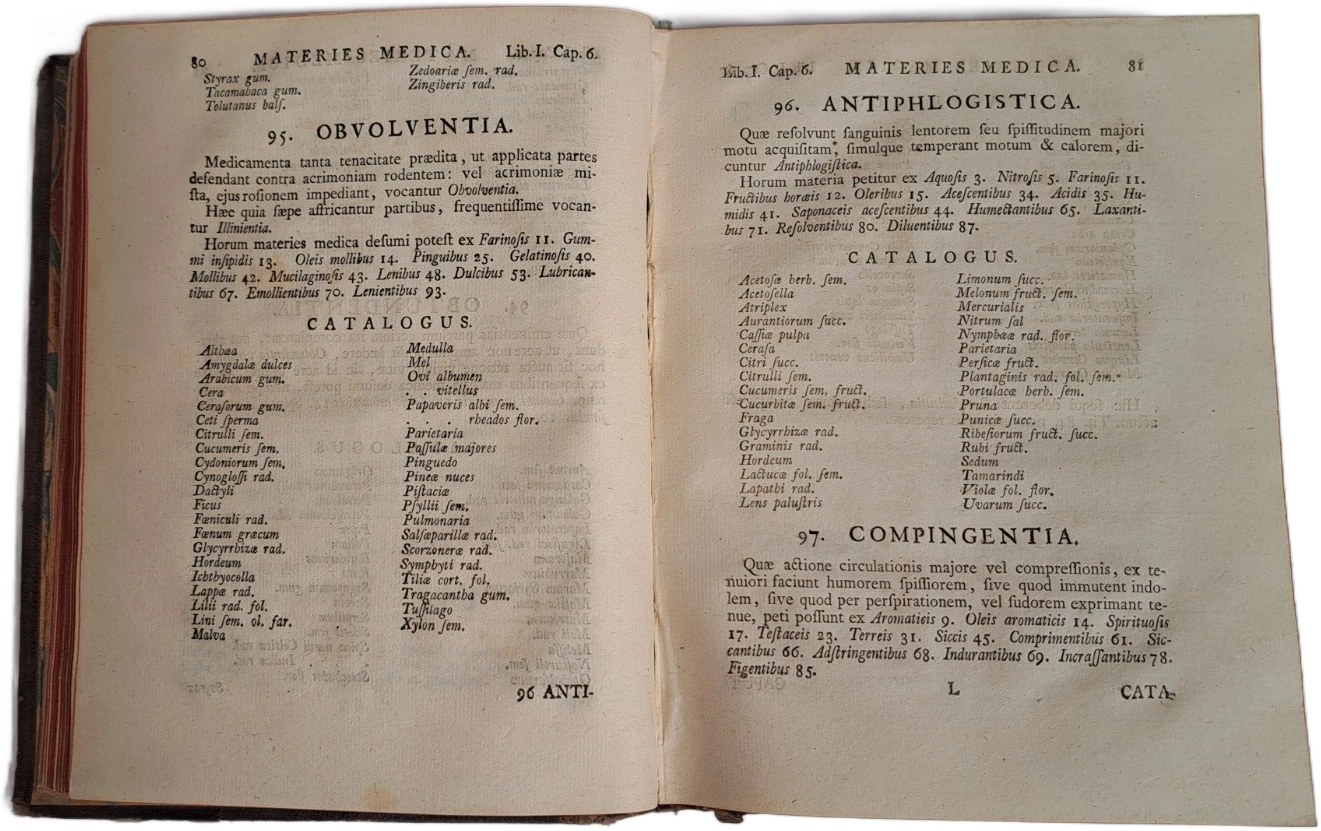 80 MATERIES MEDICA. Lib. I. Cap. 6.
Styrax gum.
Tacamahaca gum.
Tolutanus balſ.
Zedoariæ ſem. rad.
Zingiberis rad.
95. OBVOLVENTIA.
Medicamenta tanta tenacitate prædita, ut applicata partes
defendant contra acrimoniam rodentem: vel acrimoniæ mi-
ſta, ejus roſionem impediant, vocantur Obvolventia.
Hæc quia ſæpe affricantur partibus, frequentiſſime vocan-
tur Illinientia.
Horum materies medica deſumi poteſt ex Farinoſis 11. Gum-
mi inſipidis 13. Oleis mollibus 14. Pinguibus 25. Gelatinoſis 40.
Mollibus 42. Mucilaginoſis 43. Lenibus 48. Dulcibus 53. Lubrican-
tibus 67. Emollientibus 70. Lenientibus 93.
CATALOGUS.
Althæa
Amygdalæ dulces
Arabicum gum.
Cera
Ceraſorum gum.
Ceti ſperma
Citrulli ſem.
Cucumeris ſem.
Cydoniorum ſem.
Cynogloſſi rad.
Dactyli
Ficus
Fœniculi rad.
Fœnum græcum
Glycyrrhizæ rad.
Hordeum
Ichthyocolla
Lappæ rad.
Lilii rad. fol.
Lini ſem. ol. far.
Malva
Medulla
Mel
Ovi albumen
. . vitellus
Papaveris albi ſem.
. . . rheados flor.
Parietaria
Paſſulæ majores
Pinguedo
Pineæ nuces
Piſtaciæ
Pſyllii ſem.
Pulmonaria
Salſæparillæ rad.
Scorzoneræ rad.
Symphyti rad.
Tiliæ cort. fol.
Tragacantha gum.
Tuſſilago
Xylon ſem.
96 ANTI-
Lib. I. Cap. 6. MATERIES MEDICA. 81
96. ANTIPHLOGISTICA.
Quæ reſolvunt ſanguinis lentorem ſeu ſpiſſitudinem majori
motu acquiſitam, ſimulque temperant motum & calorem, di-
cuntur Antiphlogiſtica.
Horum materia petitur ex Aquoſis 3. Nitroſis 5. Farinoſis 11.
Fructibus horæis 12. Oleribus 15. Aceſcentibus 34. Acidis 35. Hu-
midis 41. Saponaceis aceſcentibus 44. Humectantibus 65. Laxanti-
bus 71. Reſolventibus 80. Diluentibus 87.
CATALOGUS.
Acetoſæ herb. ſem.
Acetoſella
Atriplex
Aurantiorum ſucc.
Caſſiæ pulpa
Ceraſa
Citri ſucc.
Citrulli ſem.
Cucumeris ſem. fruct.
Cucurbitæ ſem. fruct.
Fraga
Glycyrrhizæ rad.
Graminis rad.
Hordeum
Lactucæ fol. ſem.
Lapathi rad.
Lens paluſtris
Limonum ſucc.
Melonum fruct. ſem.
Mercurialis
Nitrum ſal
Nymphææ rad. flor.
Parietaria
Perſicæ fruct.
Plantaginis rad. fol. ſem.
Portulacæ herb. ſem.
Pruna
Punicæ ſucc.
Ribeſiorum fruct. ſucc.
Rubi fruct.
Sedum
Tamarindi
Violæ fol. flor.
Uvarum ſucc.
97. COMPINGENTIA.
Quæ actione circulationis majore vel compreſſionis, ex te-
nuiori faciunt humorem ſpiſſiorem, ſive quod immutent indo-
lem, ſive quod per perſpirationem, vel ſudorem exprimant te-
nue, peti poſſunt ex Aromaticis 9. Oleis aromaticis 14. Spirituoſis
17. Teſtaceis 23. Terreis 31. Siccis 45. Comprimentibus 61. Sic-
cantibus 66. Adſtringentibus 68. Indurantibus 69. Incraſſantibus 78.
Figentibus 85.
L CATA-